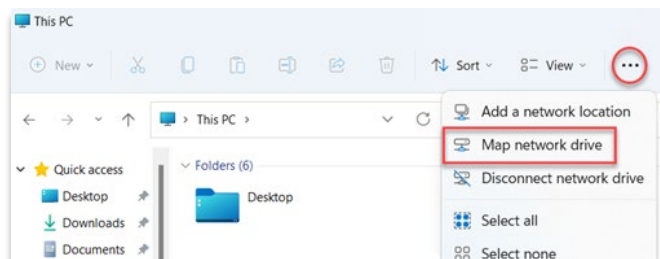 This PC
New
Sort
View
Add a network location
This PC
Map network drive
Disconnect network drive
Quick access
Folders (6)
Desktop
Desktop
Downloads
Select all
Documents
Select none